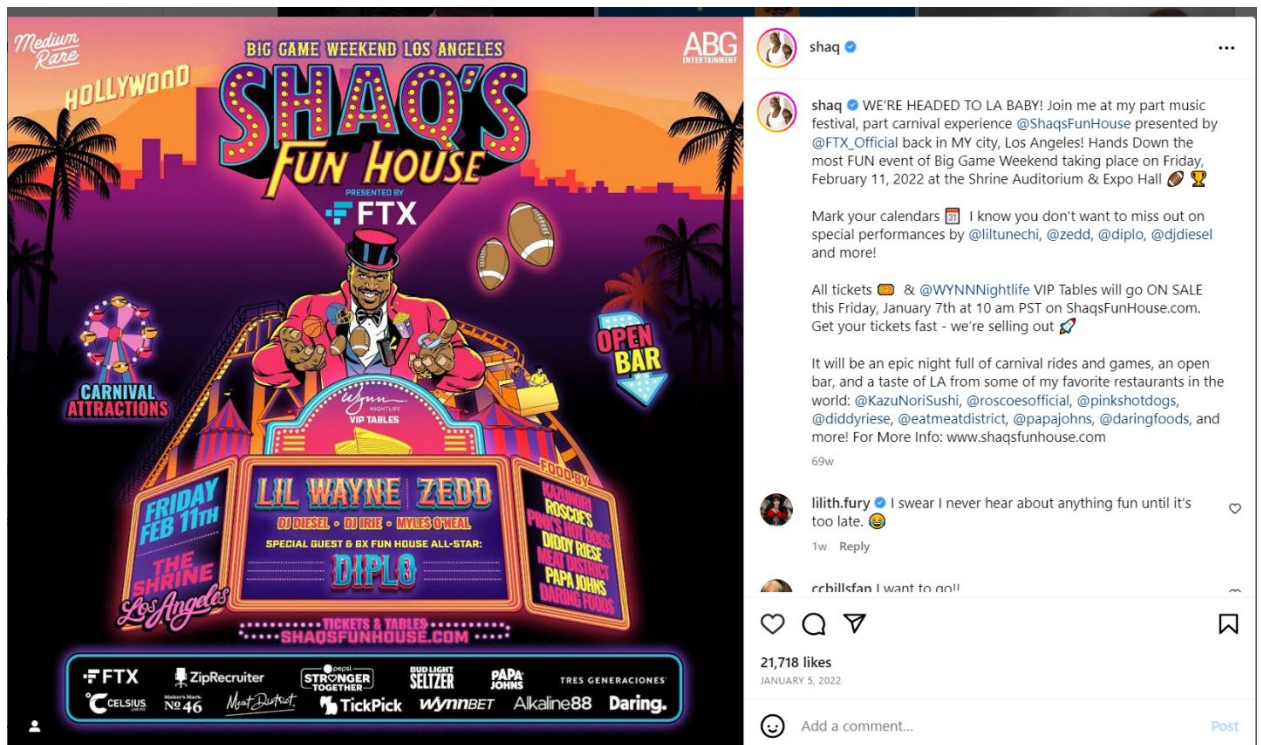 Medium
Rare
HOLLYWOOD
BIG GAME WEEKEND LOS ANGELES
ABG
ENTERTAINMENT
SHAQ'S
FUN HOUSE
PRESENTED BY
FTX
CARNIVAL
ATTRACTIONS
OPEN
BAR
Wynn
NIGHTLIFE
VIP TABLES
FRIDAY
FEB 11TH
THE
SHRINE
Los Angeles
LIL WAYNE ZEDD
DJ DIESEL • DJ IRIE • MYLES O'NEAL
SPECIAL GUEST & 6X FUN HOUSE ALL-STAR:
DIPLO
FOOD BY
KAZUNORI
ROSCOE'S
PINK'S HOT DOGS
DIDDY RIESE
MEAT DISTRICT
PAPA JOHNS
DARING FOODS
TICKETS & TABLES
SHAQSFUNHOUSE.COM
FTX
ZipRecruiter
pepsi
STRONGER
TOGETHER
BUD LIGHT
SELTZER
PAPA
JOHNS
TRES GENERACIONES
CELSIUS
LIVE FIT
Maker's Mark
Nº 46
Meat District
TickPick
WYNNBET
Alkaline88
Daring.
shaq
shaq WE'RE HEADED TO LA BABY! Join me at my part music
festival, part carnival experience @ShaqsFunHouse presented by
@FTX_Official back in MY city, Los Angeles! Hands Down the
most FUN event of Big Game Weekend taking place on Friday,
February 11, 2022 at the Shrine Auditorium & Expo Hall 🏈 🏆
Mark your calendars 📅 I know you don't want to miss out on
special performances by @liltunechi, @zedd, @diplo, @djdiesel
and more!
All tickets 🎟 & @WYNNNightlife VIP Tables will go ON SALE
this Friday, January 7th at 10 am PST on ShaqsFunHouse.com.
Get your tickets fast - we're selling out 🚀
It will be an epic night full of carnival rides and games, an open
bar, and a taste of LA from some of my favorite restaurants in the
world: @KazuNoriSushi, @roscoesofficial, @pinkshotdogs,
@diddyriese, @eatmeatdistrict, @papajohns, @daringfoods, and
more! For More Info: www.shaqsfunhouse.com
69w
lilith.fury I swear I never hear about anything fun until it's
too late. 😂
1w Reply
ccbillsfan I want to go!!
21,718 likes
JANUARY 5, 2022
Add a comment...
Post